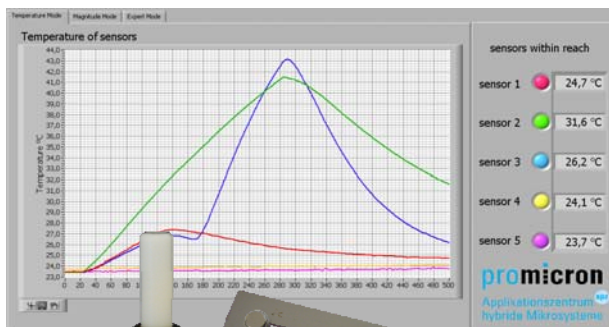 Temperature Mode Magnitude Mode Expert Mode
Temperature of sensors
Temperature °C
44,0
43,0
42,0
41,0
40,0
39,0
38,0
37,0
36,0
35,0
34,0
33,0
32,0
31,0
30,0
29,0
28,0
27,0
26,0
25,0
24,0
23,0
0 20 40 60 80 100 120 140 160 180 200 220 240 260 280 300 320 340 360 380 400 420 440 460 480 500
sensors within reach
sensor 1 24,7 °C
sensor 2 31,6 °C
sensor 3 26,2 °C
sensor 4 24,1 °C
sensor 5 23,7 °C
promicron
Applikationszentrum
hybride Mikrosysteme